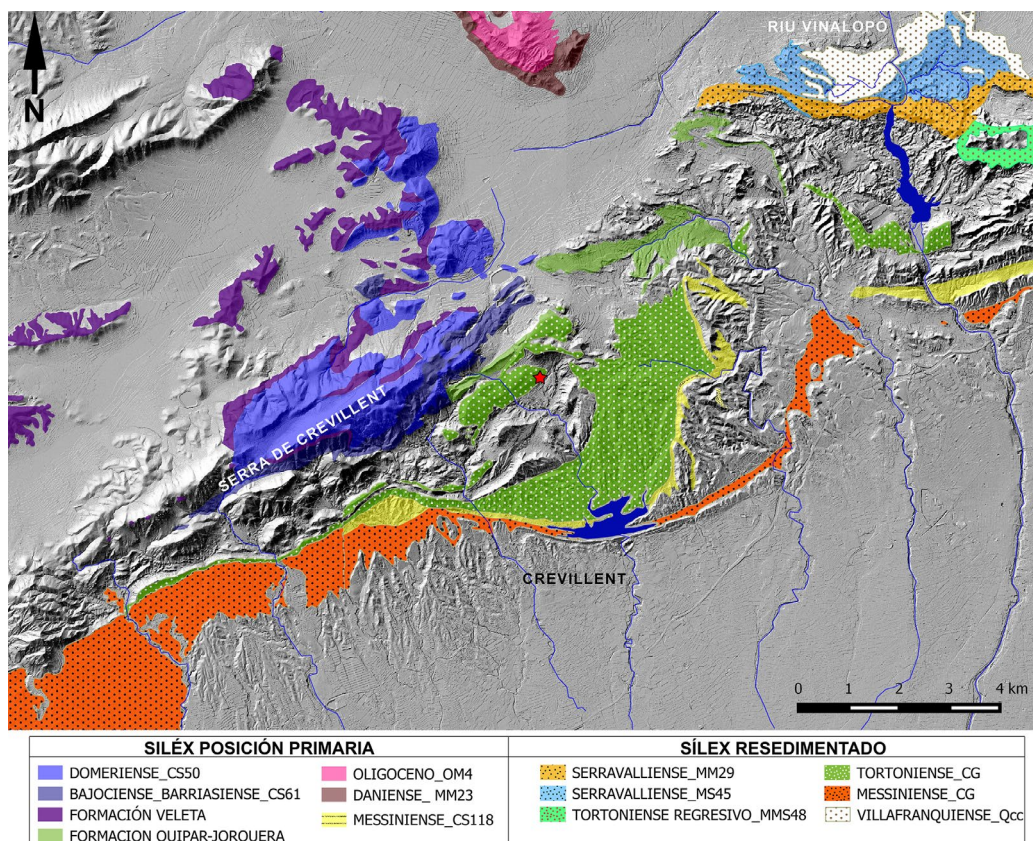 RIU VINALOPÓ
N
SERRA DE CREVILLENT
CREVILLENT
0 1 2 3 4 km
SILÉX POSICIÓN PRIMARIA
DOMERIENSE_CS50
BAJOCIENSE_BARRIASIENSE_CS61
FORMACIÓN VELETA
FORMACION QUIPAR-JORQUERA
OLIGOCENO_OM4
DANIENSE_ MM23
MESSINIENSE_CS118
SÍLEX RESEDIMENTADO
SERRAVALLIENSE_MM29
SERRAVALLIENSE_MS45
TORTONIENSE REGRESIVO_MMS48
TORTONIENSE_CG
MESSINIENSE_CG
VILLAFRANQUIENSE_Qcc